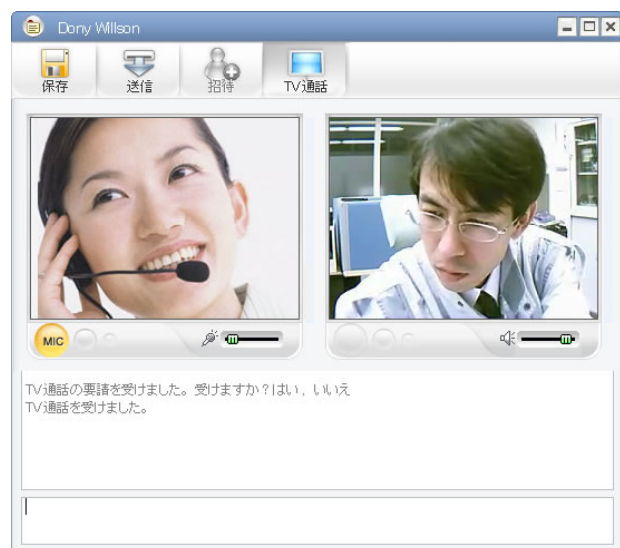 Dony Willson
保存
送信
招待
TV通話
MIC
TV通話の要請を受けました。受けますか?はい, いいえ
TV通話を受けました。